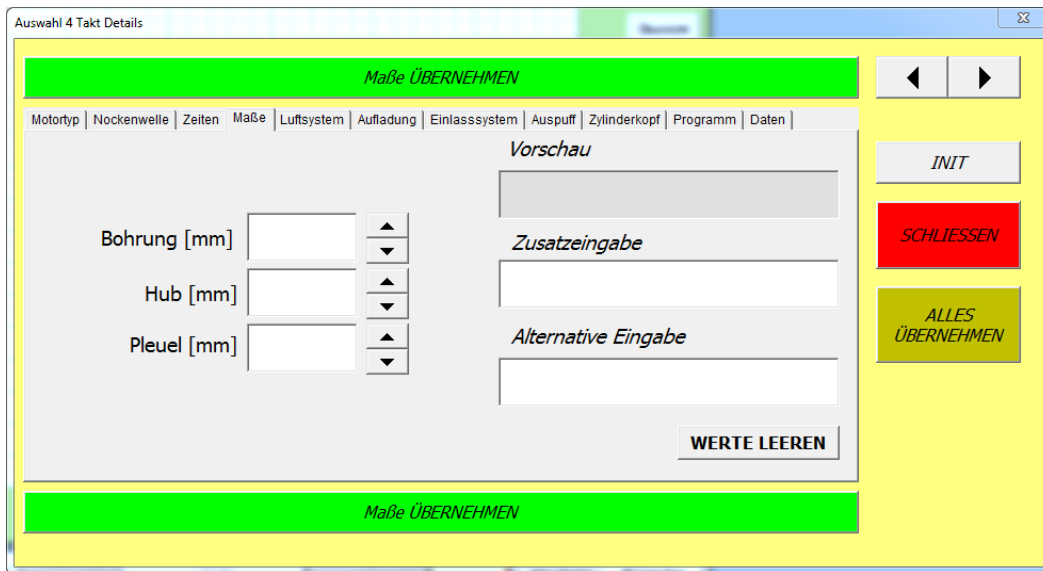 Auswahl 4 Takt Details
Maße ÜBERNEHMEN
Motortyp Nockenwelle Zeiten Maße Luftsystem Aufladung Einlasssystem Auspuff Zylinderkopf Programm Daten
Vorschau
INIT
Bohrung [mm]
Zusatzeingabe
SCHLIESSEN
Hub [mm]
ALLES
ÜBERNEHMEN
Pleuel [mm]
Alternative Eingabe
WERTE LEEREN
Maße ÜBERNEHMEN